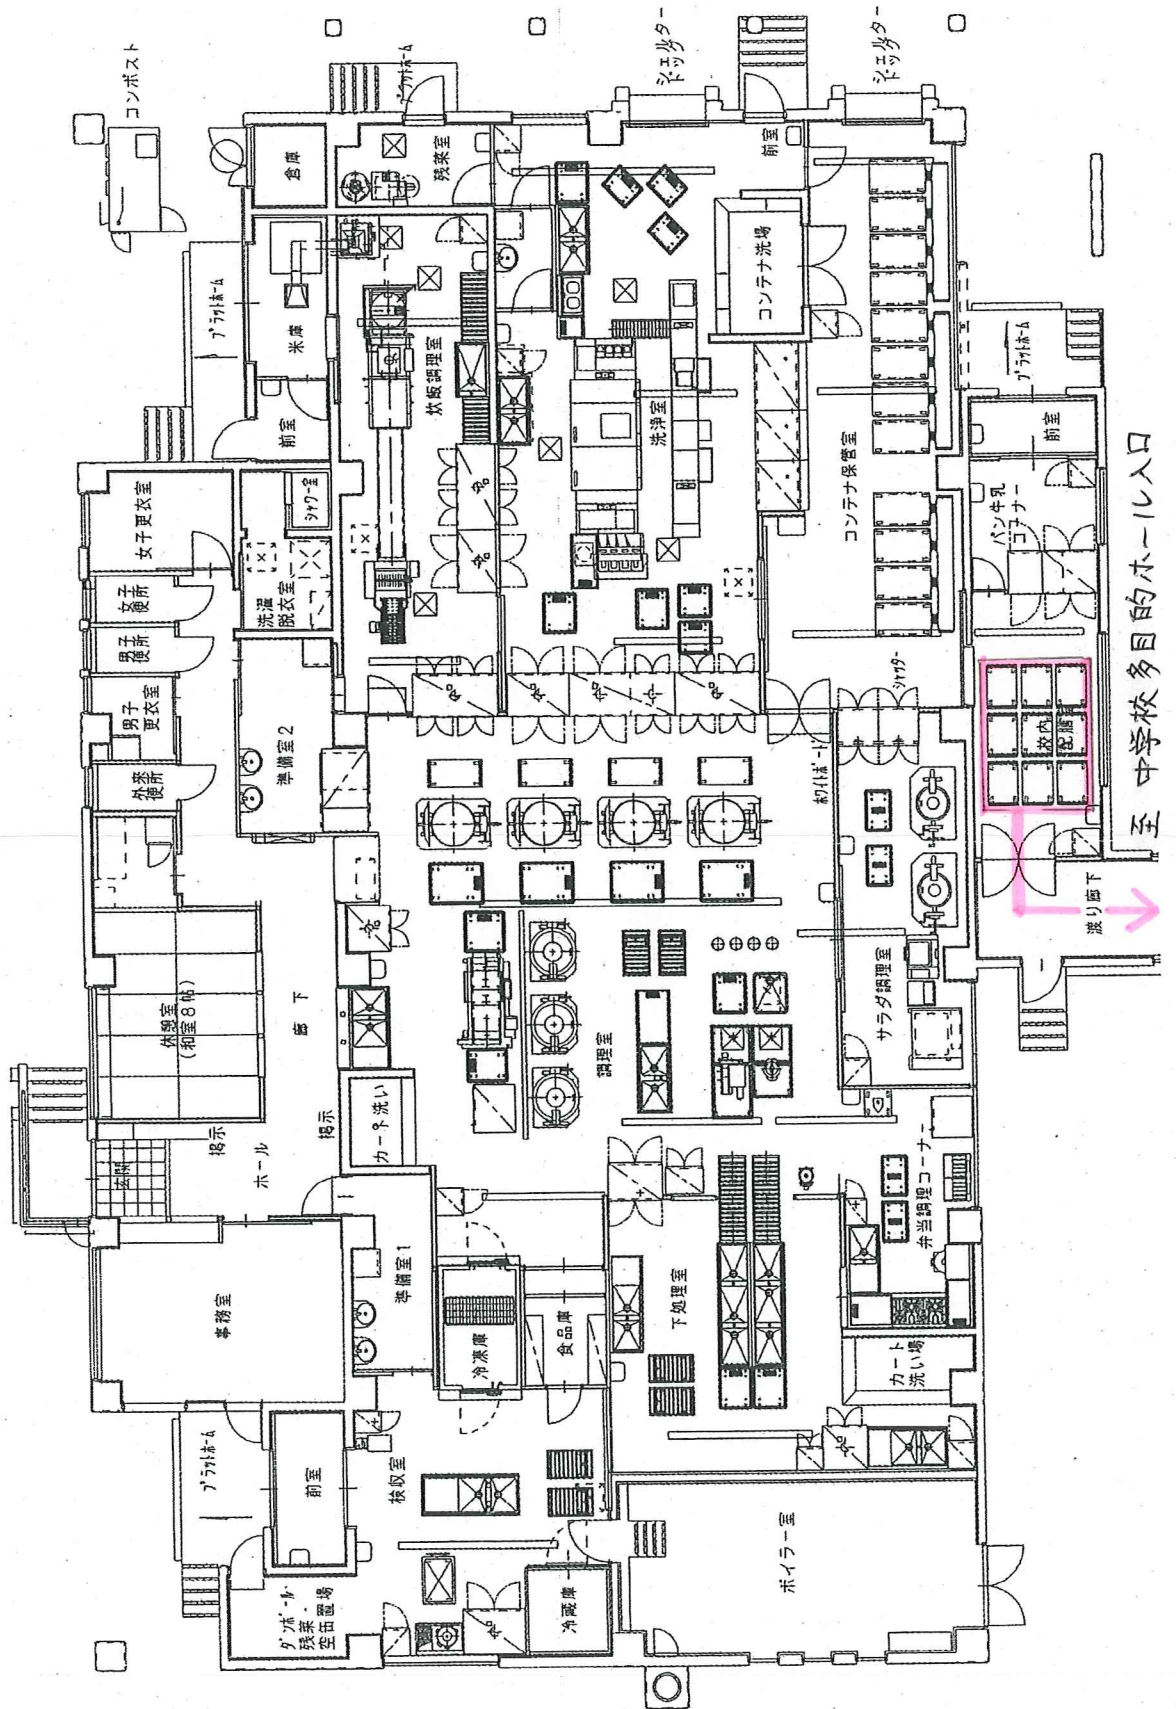 コンポスト
プラットホーム
シェルター
ドック
シェルター
ドック
倉庫
残菜室
前室
プラットホーム
米庫
前室
炊飯調理室
洗浄室
コンテナ洗場
コンテナ保管室
プラットホーム
前室
パン牛乳
コーナー
女子更衣室
女子
便所
男子
便所
男子
更衣室
外来
便所
洗濯
脱衣室
シャワー室
準備室2
ホワイトボード
シャッター
校内
配膳室
渡り廊下
至 中学校多目的ホール入口
休憩室
(和室8帖)
廊下
掲示
掲示
ホール
玄関
カート洗い
調理室
サラダ調理室
弁当調理コーナー
事務室
準備室1
冷凍庫
食品庫
下処理室
カート
洗い場
プラットホーム
前室
検収室
ダンボール
残菜・
空缶置場
冷蔵庫
ボイラー室